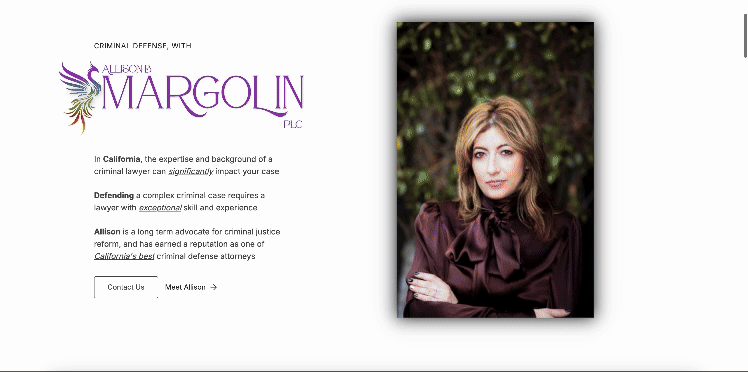 CRIMINAL DEFENSE, WITH
ALLISON B.
MARGOLIN
PLC
In California, the expertise and background of a
criminal lawyer can significantly impact your case
Defending a complex criminal case requires a
lawyer with exceptional skill and experience
Allison is a long term advocate for criminal justice
reform, and has earned a reputation as one of
California's best criminal defense attorneys
Contact Us
Meet Allison →